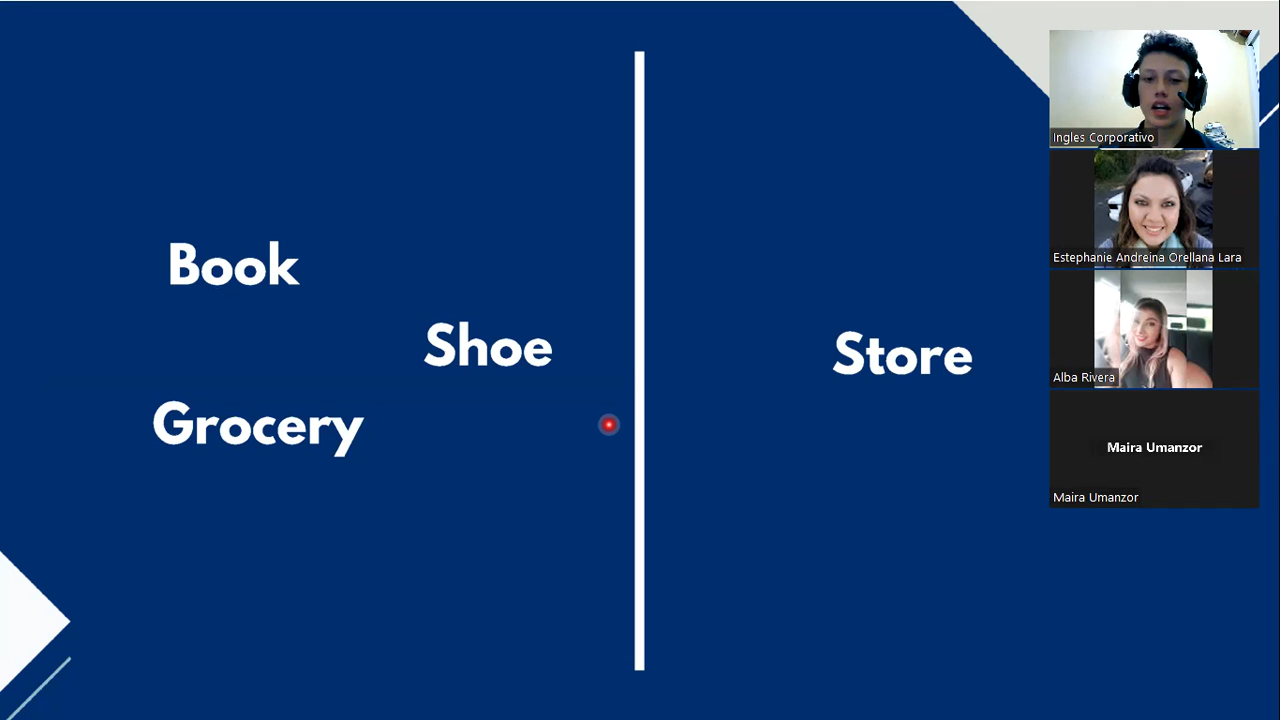 Book
Shoe
Grocery
Store
Ingles Corporativo
Estephanie Andreina Orellana Lara
Alba Rivera
Maira Umanzor
Maira Umanzor